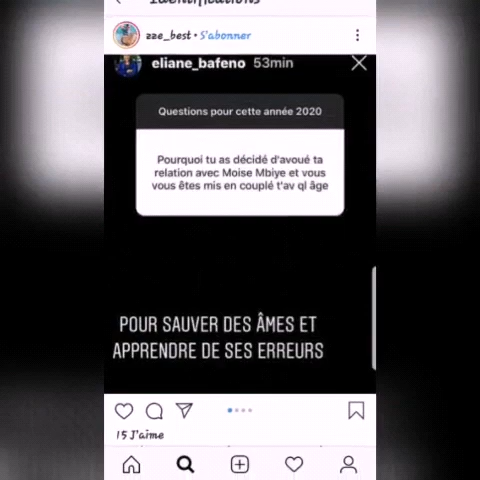 Identifications
zze_best • S'abonner
eliane_bafeno 53min
Questions pour cette année 2020
Pourquoi tu as décidé d'avoué ta
relation avec Moise Mbiye et vous
vous êtes mis en couplé t'av ql âge
POUR SAUVER DES ÂMES ET
APPRENDRE DE SES ERREURS
15 J'aime